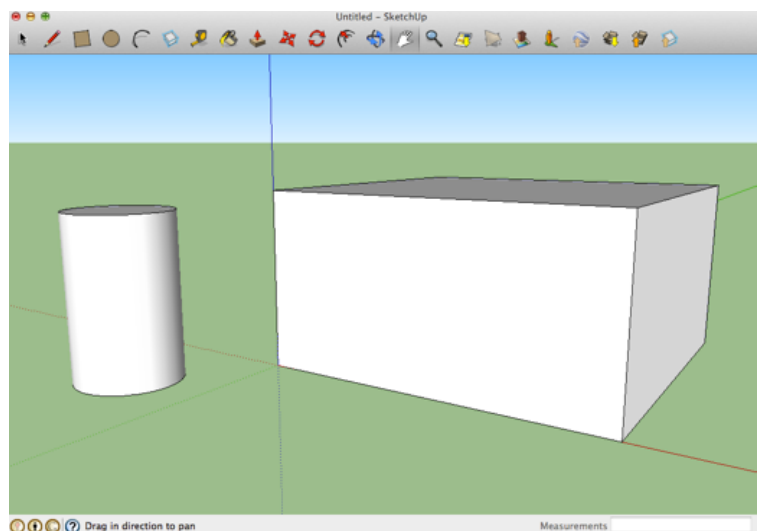 Untitled - SketchUp
Drag in direction to pan
Measurements